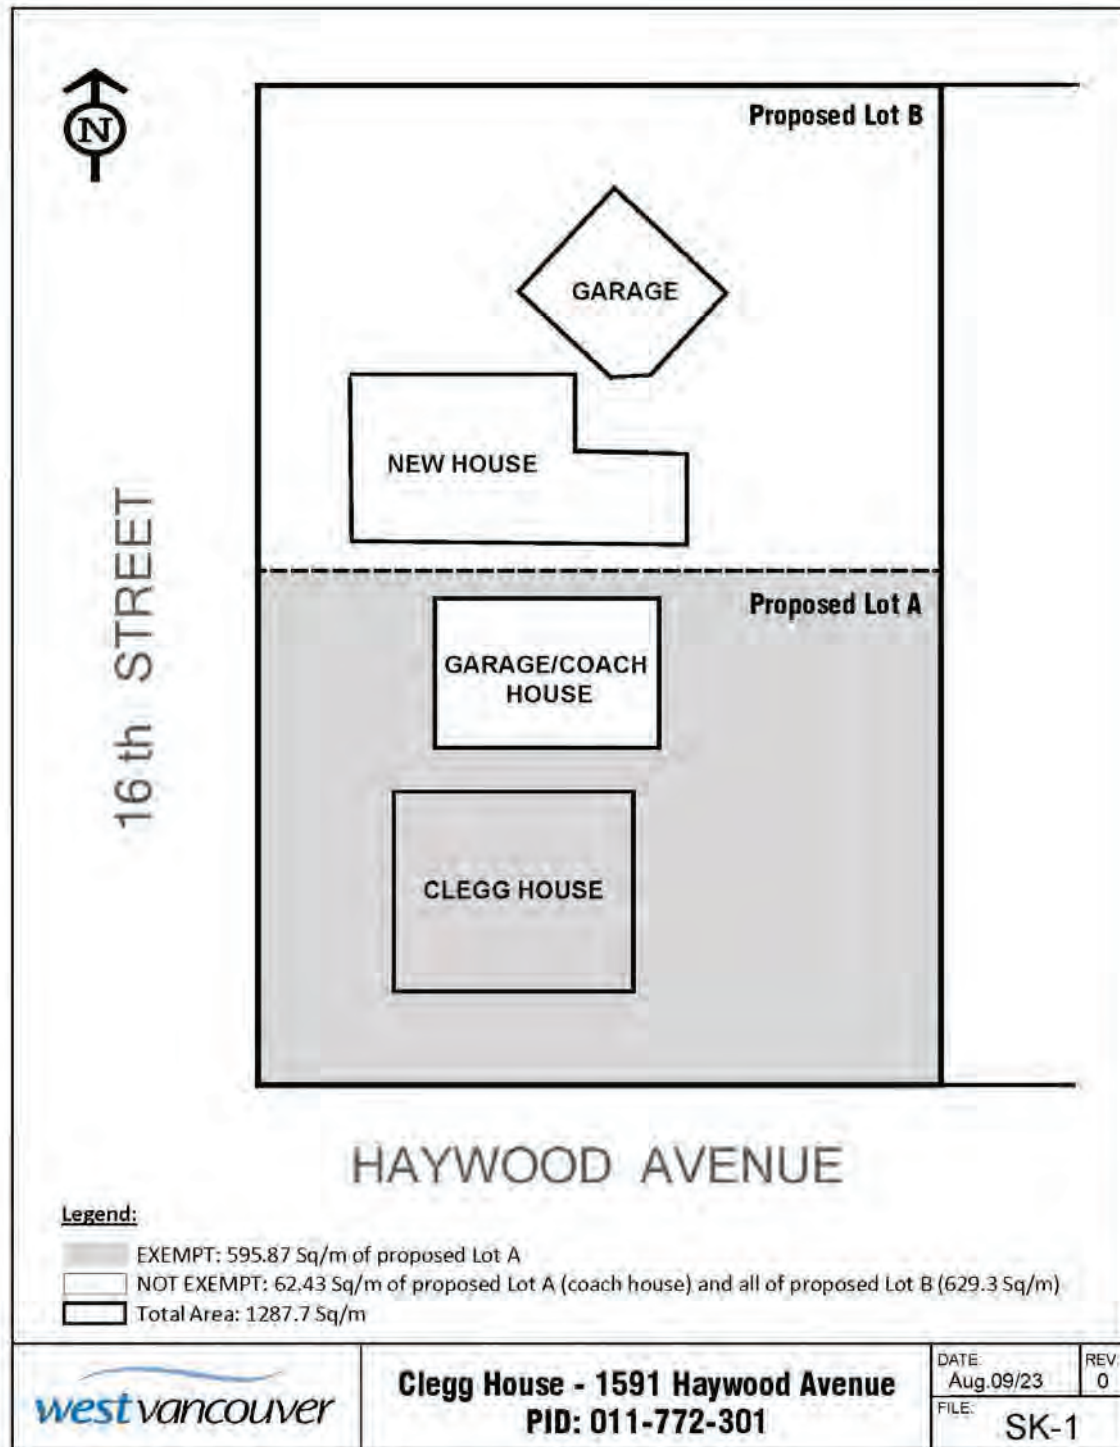 N
Proposed Lot B
GARAGE
NEW HOUSE
Proposed Lot A
GARAGE/COACH
HOUSE
CLEGG HOUSE
16 th STREET
HAYWOOD AVENUE
Legend:
EXEMPT: 595.87 Sq/m of proposed Lot A
NOT EXEMPT: 62.43 Sq/m of proposed Lot A (coach house) and all of proposed Lot B (629.3 Sq/m)
Total Area: 1287.7 Sq/m
westvancouver
Clegg House - 1591 Haywood Avenue
PID: 011-772-301
DATE:
Aug.09/23
REV.
0
FILE:
SK-1